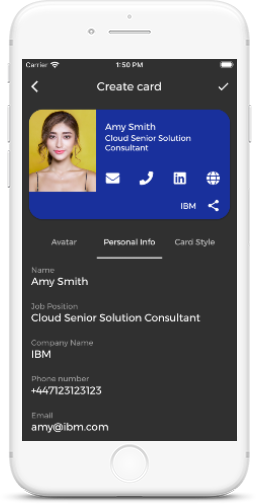 Carrier 1:50 PM
Create card
Amy Smith
Cloud Senior Solution
Consultant
IBM
Avatar Personal Info Card Style
Name
Amy Smith
Job Position
Cloud Senior Solution Consultant
Company Name
IBM
Phone number
+447123123123
Email
amy@ibm.com